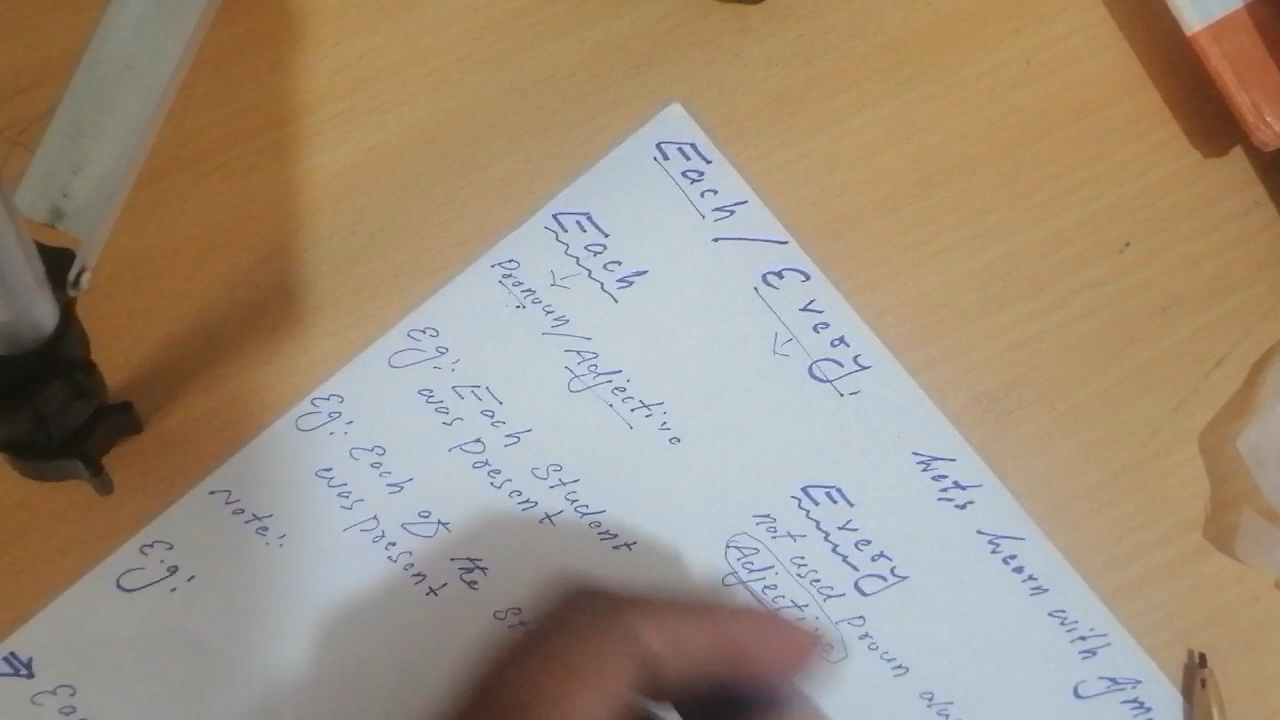 Each / Every.
Lets learn with
Each
Pronoun/Adjective
Eg:. Each student
was present
Eg:. Each of the
was present
Note:.
E.g:
Every
not used Proun
Adjective